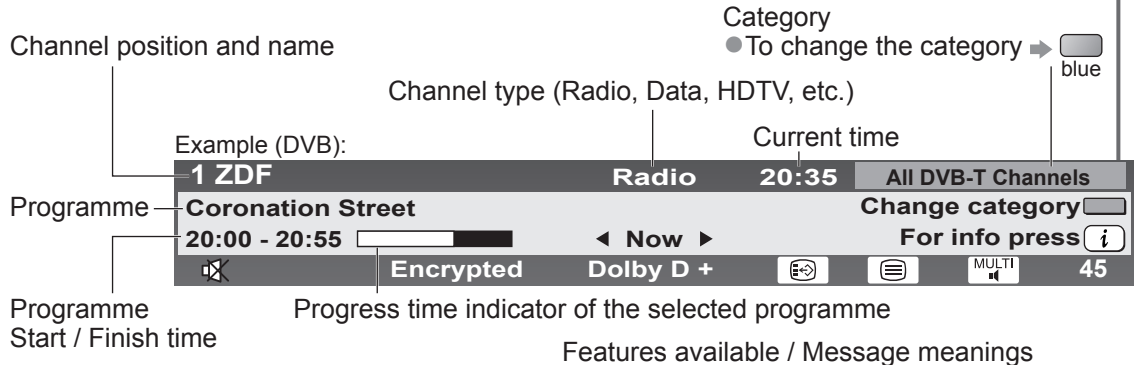 Category
Channel position and name
●To change the category
blue
Channel type (Radio, Data, HDTV, etc.)
Current time
Example (DVB):
1 ZDF Radio 20:35 All DVB-T Channels
Programme
Coronation Street Change category
20:00 - 20:55 ◀ Now ▶ For info press i
Encrypted Dolby D + MULTI 45
Programme
Start / Finish time
Progress time indicator of the selected programme
Features available / Message meanings